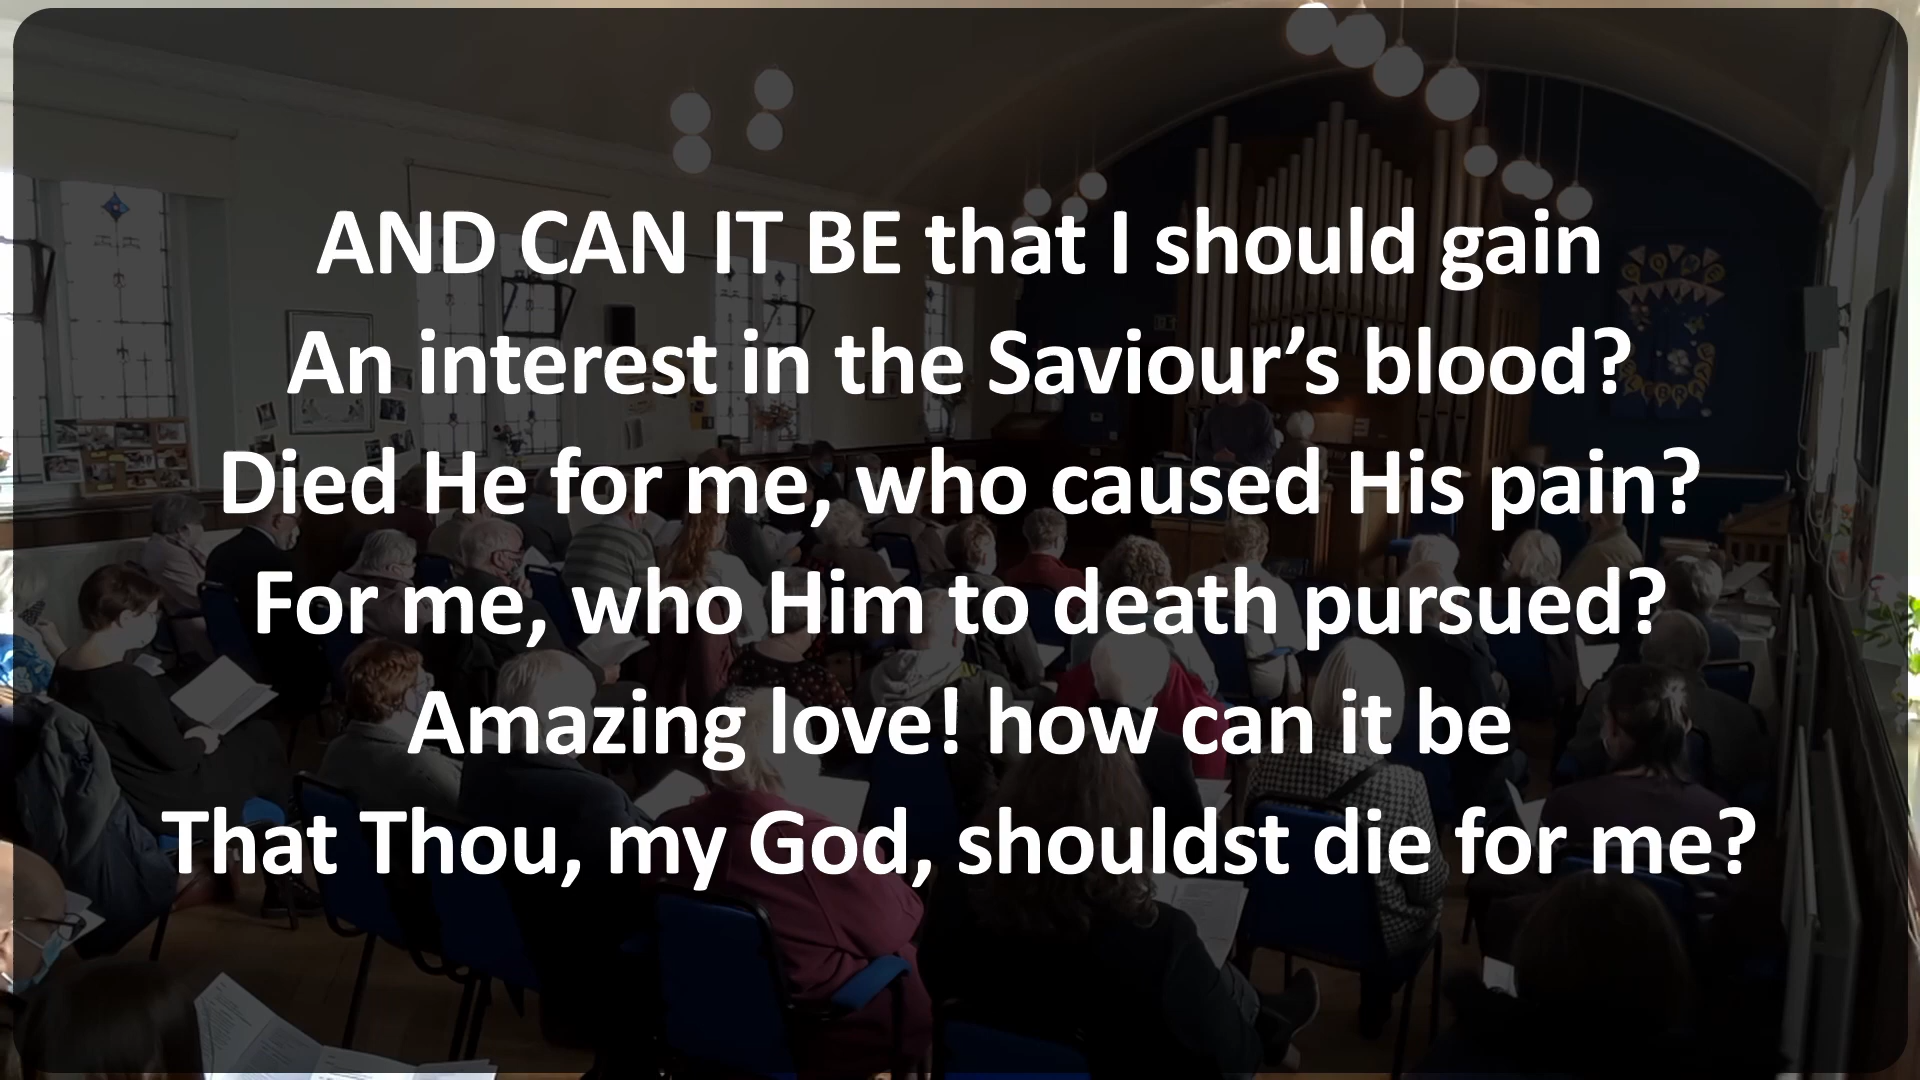 AND CAN IT BE that I should gain
An interest in the Saviour’s blood?
Died He for me, who caused His pain?
For me, who Him to death pursued?
Amazing love! how can it be
That Thou, my God, shouldst die for me?